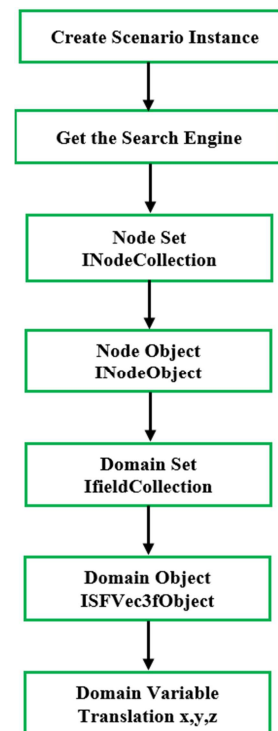 Create Scenario Instance
Get the Search Engine
Node Set
INodeCollection
Node Object
INodeObject
Domain Set
IfieldCollection
Domain Object
ISFVec3fObject
Domain Variable
Translation x,y,z